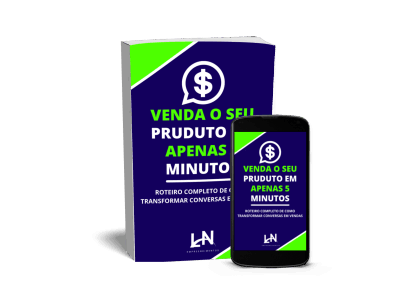 $
VENDA O SEU
PRUDUTO
APENAS
MINUTO
ROTEIRO COMPLETO DE C
TRANSFORMAR CONVERSAS E
LN
$
VENDA O SEU
PRUDUTO EM
APENAS 5
MINUTOS
ROTEIRO COMPLETO DE COMO
TRANSFORMAR CONVERSAS EM VENDAS
LN